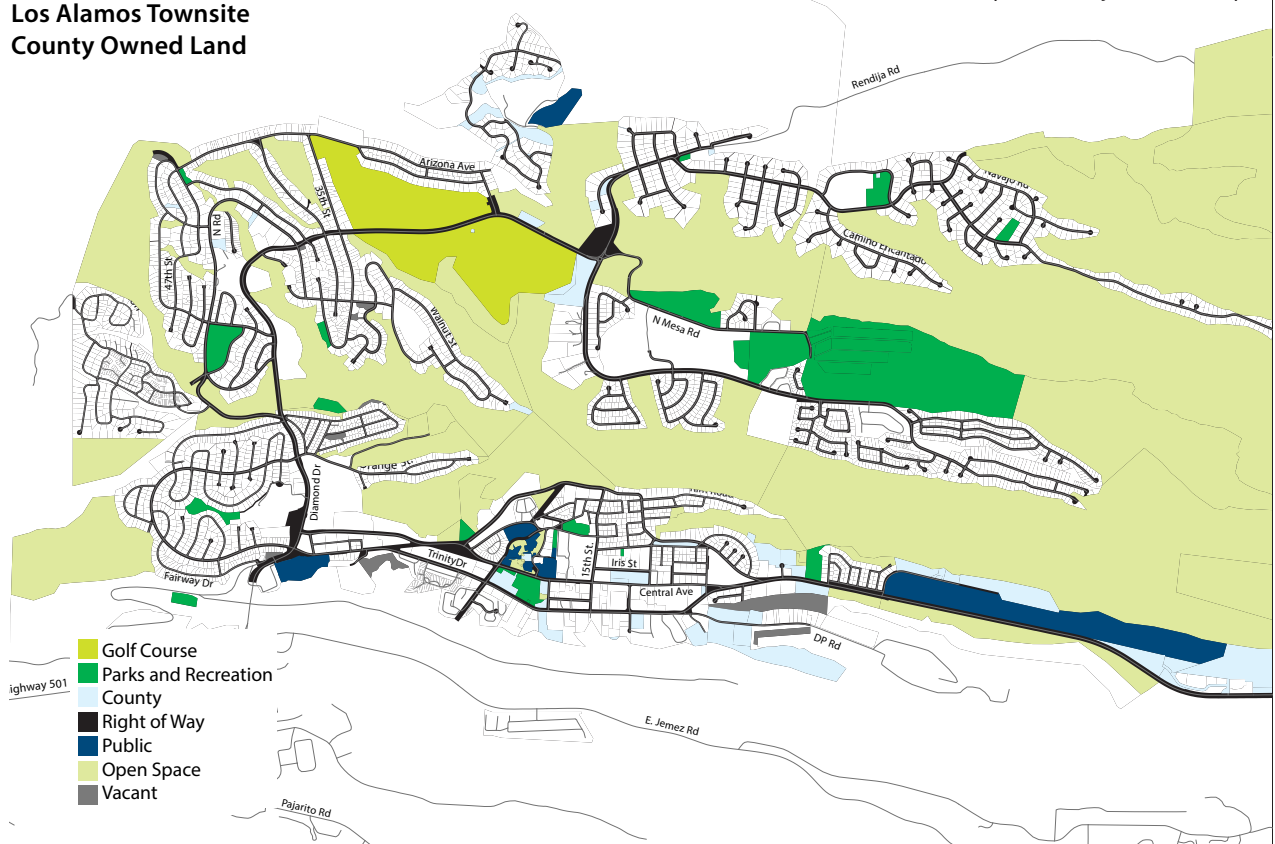 Los Alamos Townsite
County Owned Land
Rendija Rd
Arizona Ave
35th St
N Rd
47th St
Navajo Rd
Camino Encantado
Walnut St
N Mesa Rd
Orange St
Diamond Dr
Trinity Dr
15th St.
Iris St
Fairway Dr
Central Ave
DP Rd
Golf Course
Parks and Recreation
County
Right of Way
Public
Open Space
Vacant
ighway 501
E. Jemez Rd
Pajarito Rd